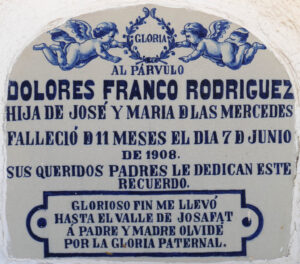 GLORIA
AL PÁRVULO
DOLORES FRANCO RODRIGUEZ
HIJA DE JOSÉ Y MARIA D LAS MERCEDES
FALLECIÓ D 11 MESES EL DIA 7 D JUNIO
DE 1908.
SUS QUERIDOS PADRES LE DEDICAN ESTE
RECUERDO.
GLORIOSO FIN ME LLEVÓ
HASTA EL VALLE DE JOSAFAT
Á PADRE Y MADRE OLVIDÉ
POR LA GLORIA PATERNAL.